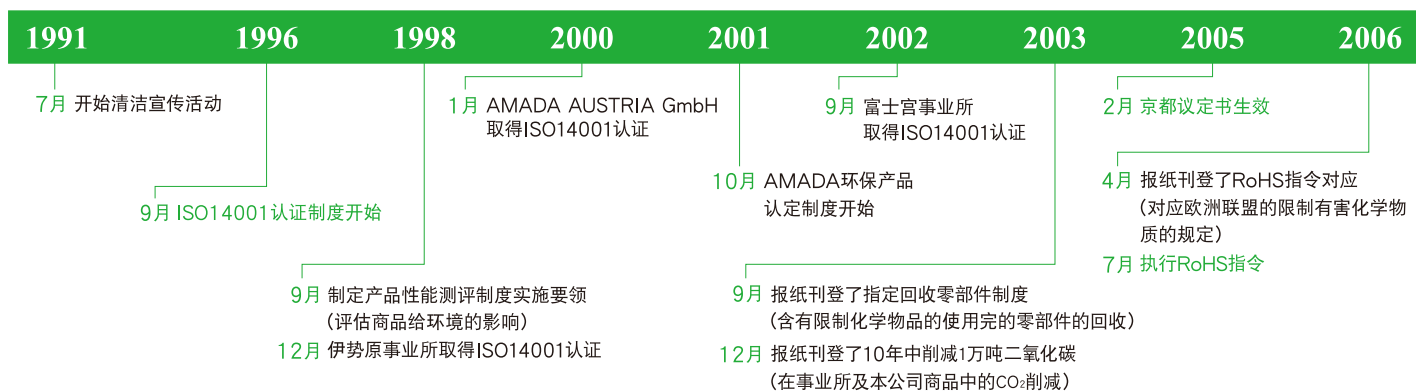 1991 1996 1998 2000 2001 2002 2003 2005 2006
7月 开始清洁宣传活动
9月 ISO14001认证制度开始
9月 制定产品性能测评制度实施要领
(评估商品给环境的影响)
12月 伊势原事业所取得ISO14001认证
1月 AMADA AUSTRIA GmbH
取得ISO14001认证
10月 AMADA环保产品
认定制度开始
9月 富士宫事业所
取得ISO14001认证
9月 报纸刊登了指定回收零部件制度
(含有限制化学物品的使用完的零部件的回收)
12月 报纸刊登了10年中削减1万吨二氧化碳
(在事业所及本公司商品中的CO₂削减)
2月 京都议定书生效
4月 报纸刊登了RoHS指令对应
(对应欧洲联盟的限制有害化学物
质的规定)
7月 执行RoHS指令